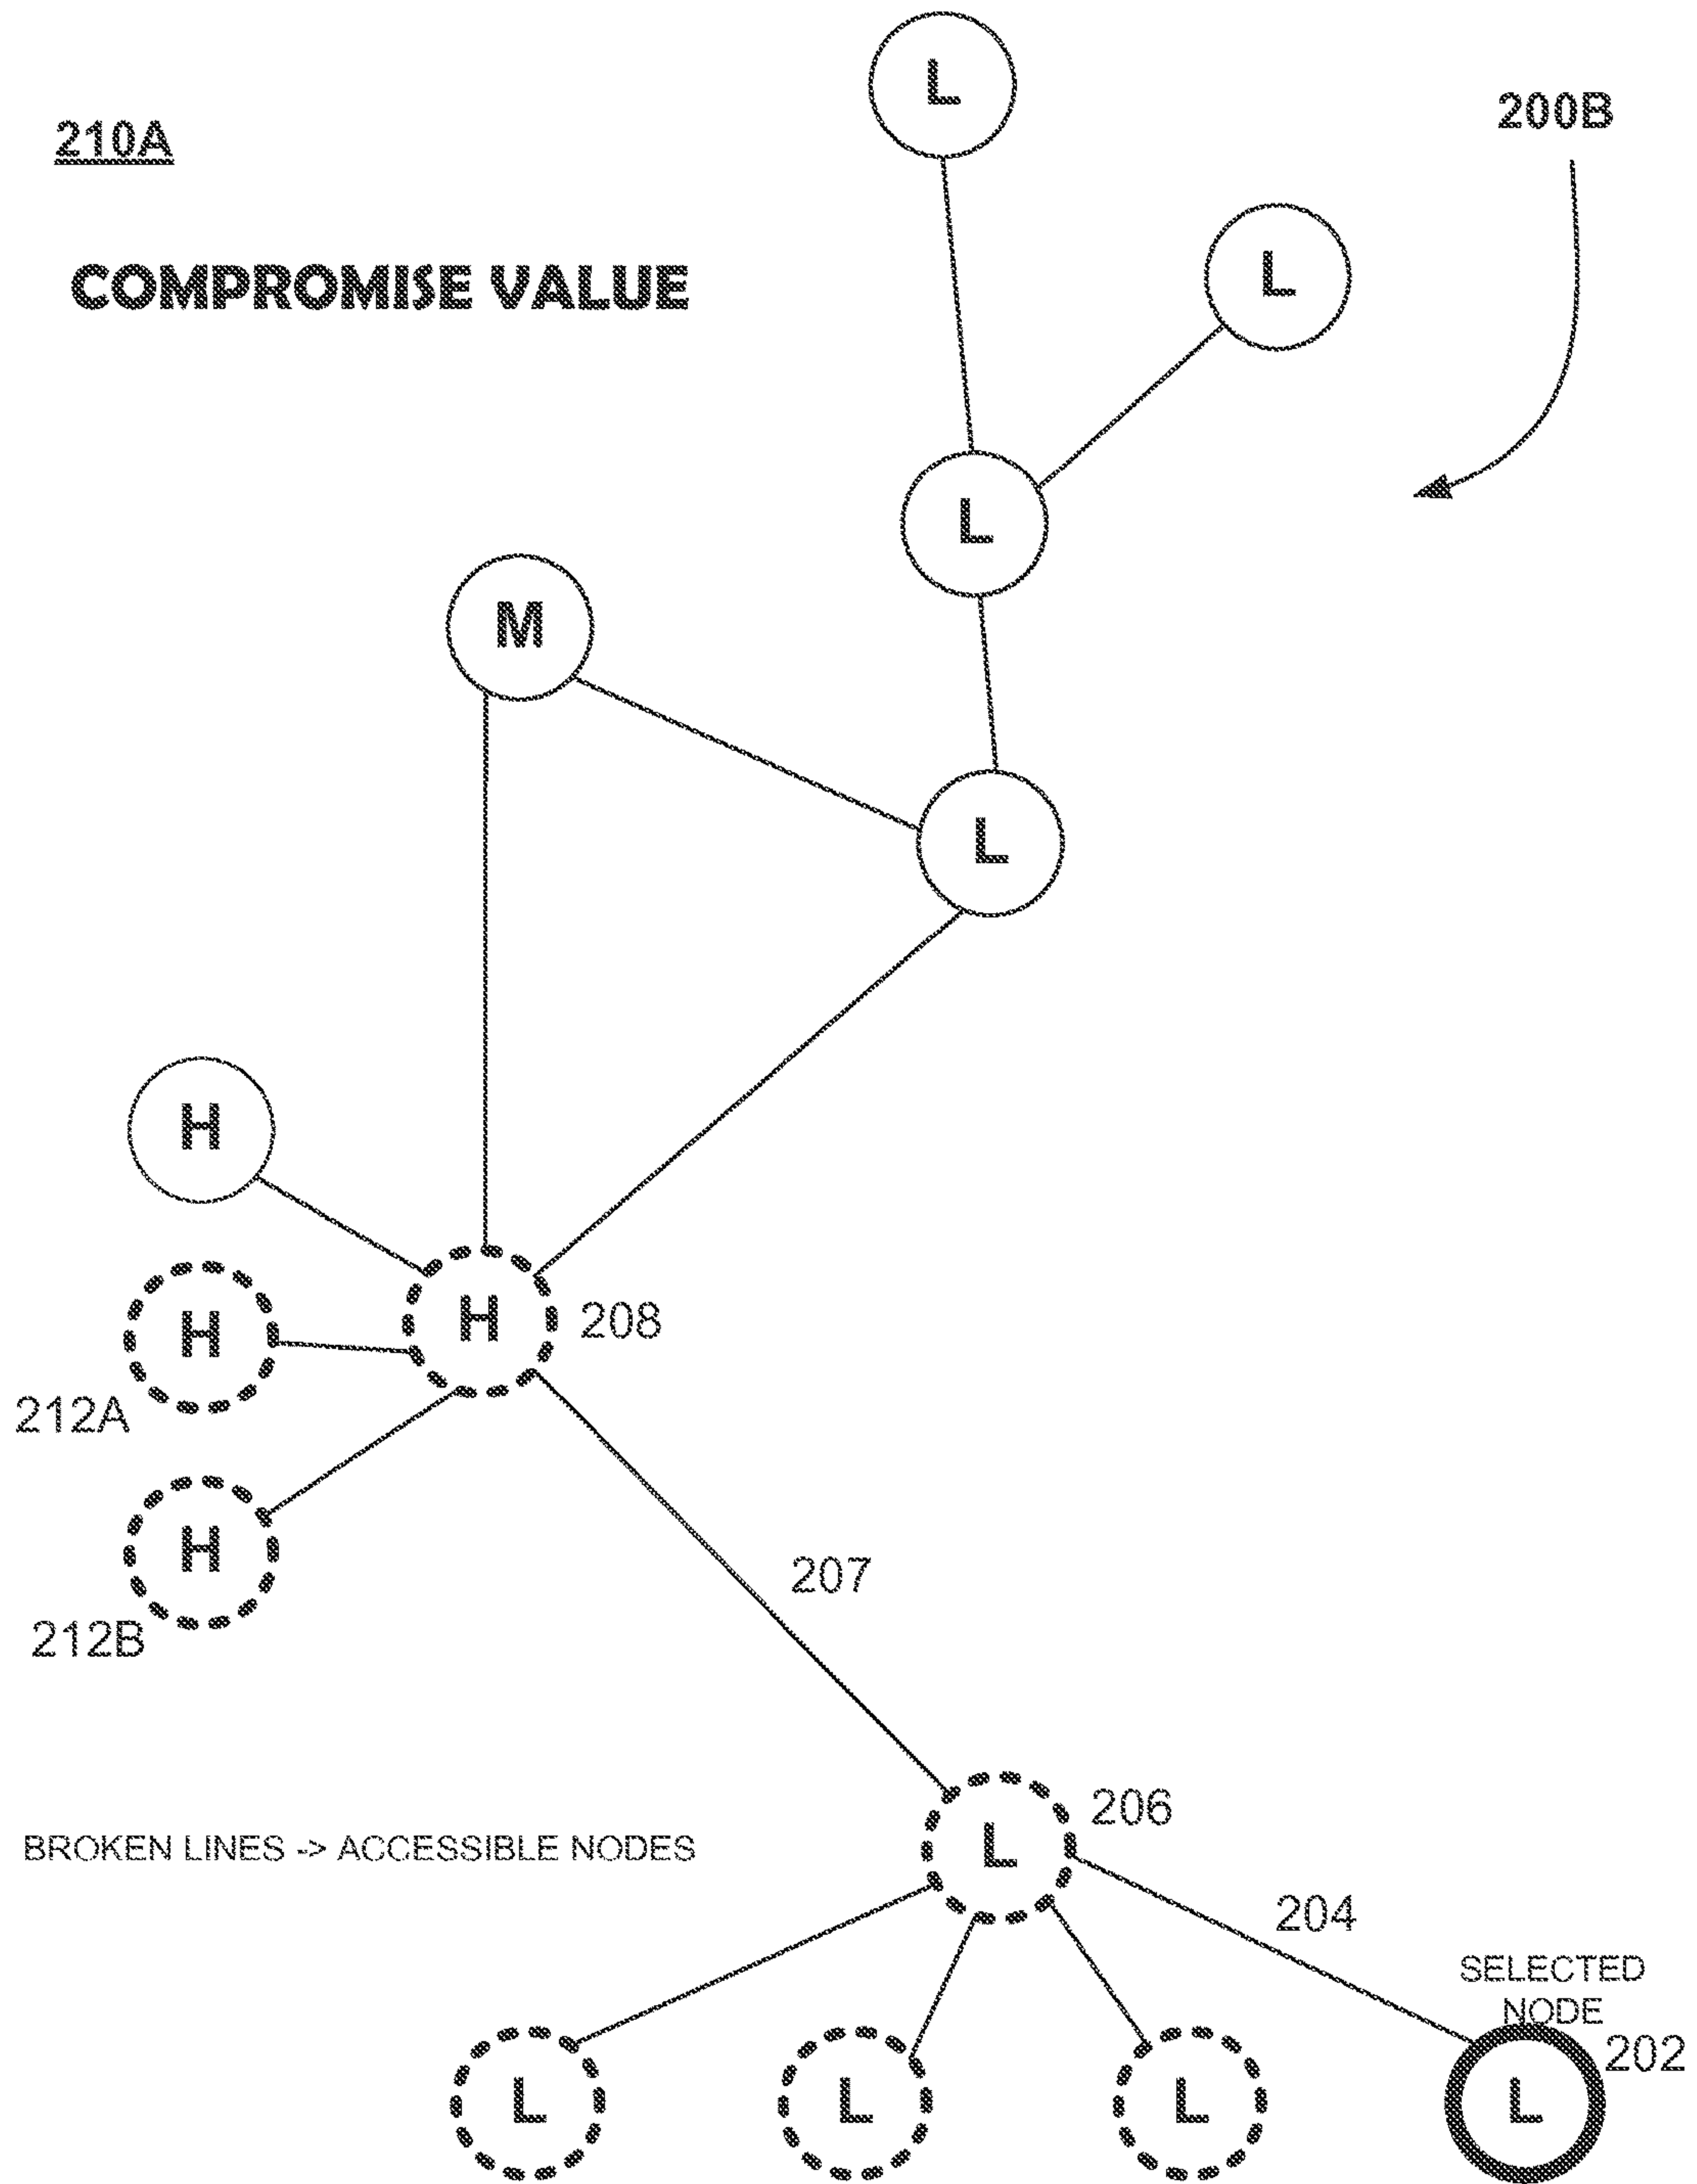 L
200B
210A
L
COMPROMISE VALUE
L
M
L
H
H
208
H
212A
H
207
212B
206
L
BROKEN LINES -> ACCESSIBLE NODES
204
SELECTED
NODE
202
L
L
L
L